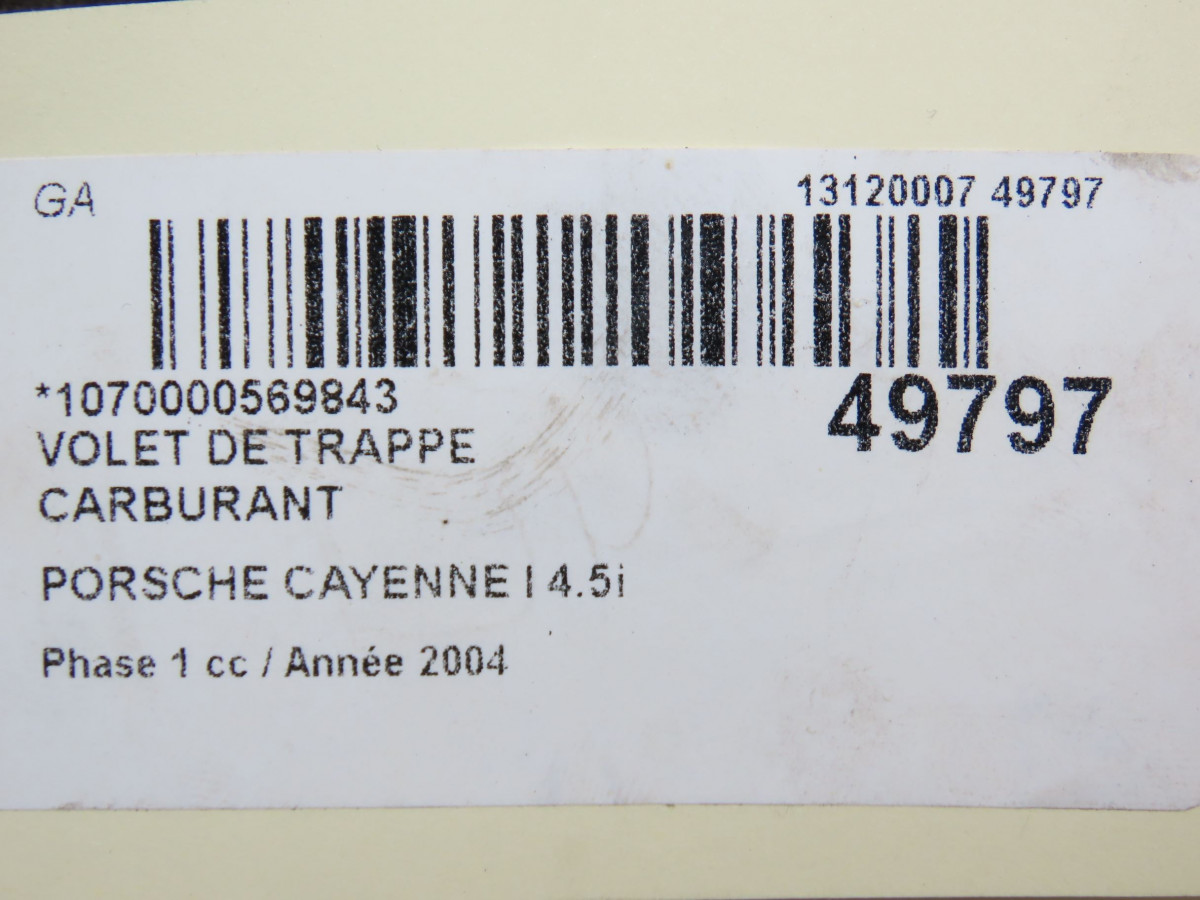 GA
13120007 49797
*1070000569843
49797
VOLET DE TRAPPE
CARBURANT
PORSCHE CAYENNE I 4.5i
Phase 1 cc / Année 2004